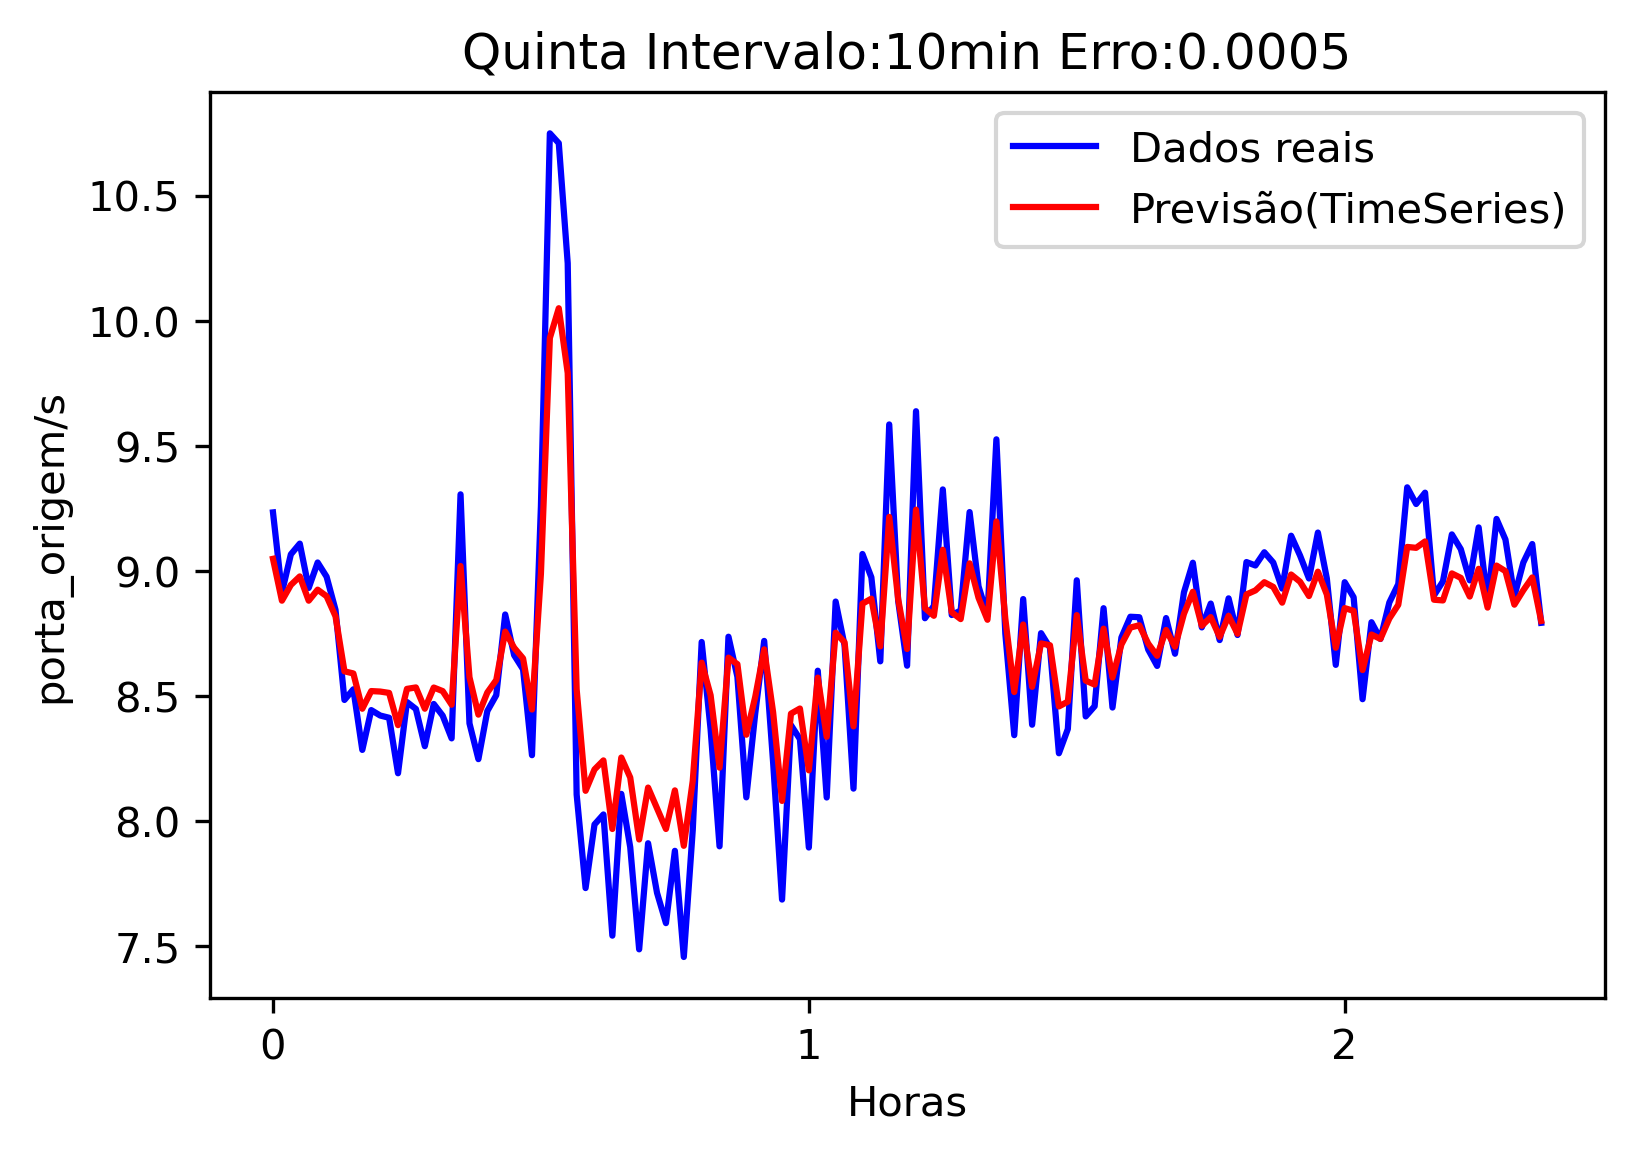 Quinta Intervalo:10min Erro:0.0005
Dados reais
Previsão(TimeSeries)
porta_origem/s
10.5
10.0
9.5
9.0
8.5
8.0
7.5
0 1 2
Horas